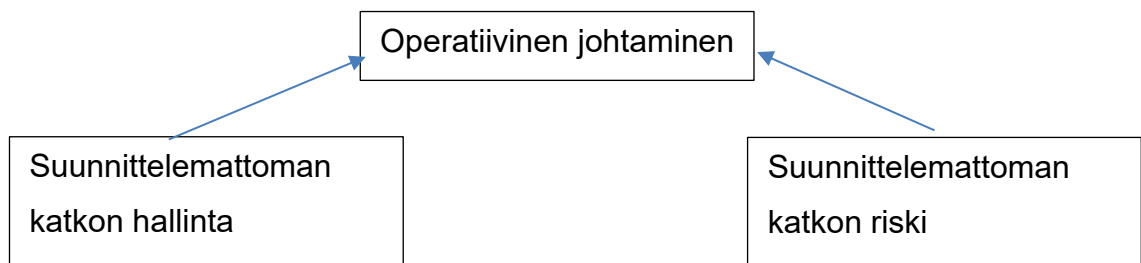 Operatiivinen johtaminen
Suunnittelemattoman
katkon hallinta
Suunnittelemattoman
katkon riski